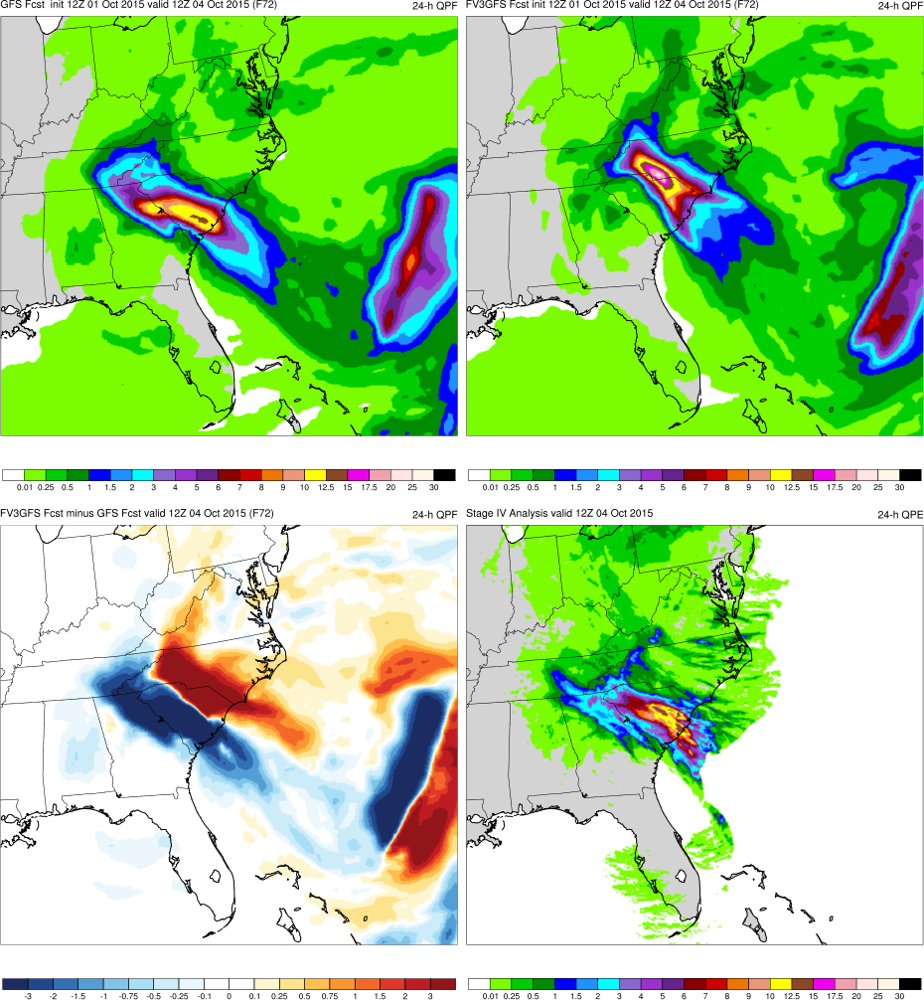 GFS Fcst init 12Z 01 Oct 2015 valid 12Z 04 Oct 2015 (F72) 24-h QPF
FV3GFS Fcst init 12Z 01 Oct 2015 valid 12Z 04 Oct 2015 (F72) 24-h QPF
0.01 0.25 0.5 1 1.5 2 3 4 5 6 7 8 9 10 12.5 15 17.5 20 25 30
0.01 0.25 0.5 1 1.5 2 3 4 5 6 7 8 9 10 12.5 15 17.5 20 25 30
FV3GFS Fcst minus GFS Fcst valid 12Z 04 Oct 2015 (F72) 24-h QPF
Stage IV Analysis valid 12Z 04 Oct 2015 24-h QPE
-3 -2 -1.5 -1 -0.75 -0.5 -0.25 -0.1 0 0.1 0.25 0.5 0.75 1 1.5 2 3
0.01 0.25 0.5 1 1.5 2 3 4 5 6 7 8 9 10 12.5 15 17.5 20 25 30